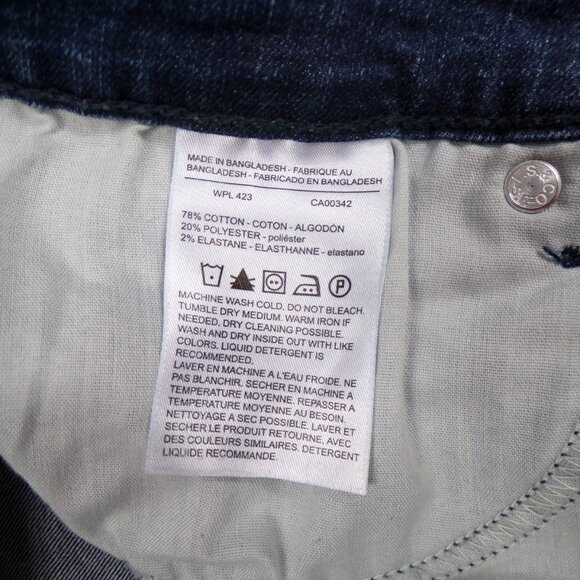 MADE IN BANGLADESH - FABRIQUE AU
BANGLADESH - FABRICADO EN BANGLADESH
WPL 423 CA00342
78% COTTON - COTON - ALGODÓN
20% POLYESTER - poliéster
2% ELASTANE - ELASTHANNE - elastano
P
MACHINE WASH COLD. DO NOT BLEACH.
TUMBLE DRY MEDIUM. WARM IRON IF
NEEDED, DRY CLEANING POSSIBLE.
WASH AND DRY INSIDE OUT WITH LIKE
COLORS. LIQUID DETERGENT IS
RECOMMENDED.
LAVER EN MACHINE A L'EAU FROIDE. NE
PAS BLANCHIR. SECHER EN MACHINE A
TEMPERATURE MOYENNE. REPASSER A
TEMPERATURE MOYENNE AU BESOIN.
NETTOYAGE A SEC POSSIBLE. LAVER ET
SECHER LE PRODUIT RETOURNE, AVEC
DES COULEURS SIMILAIRES. DETERGENT
LIQUIDE RECOMMANDE.